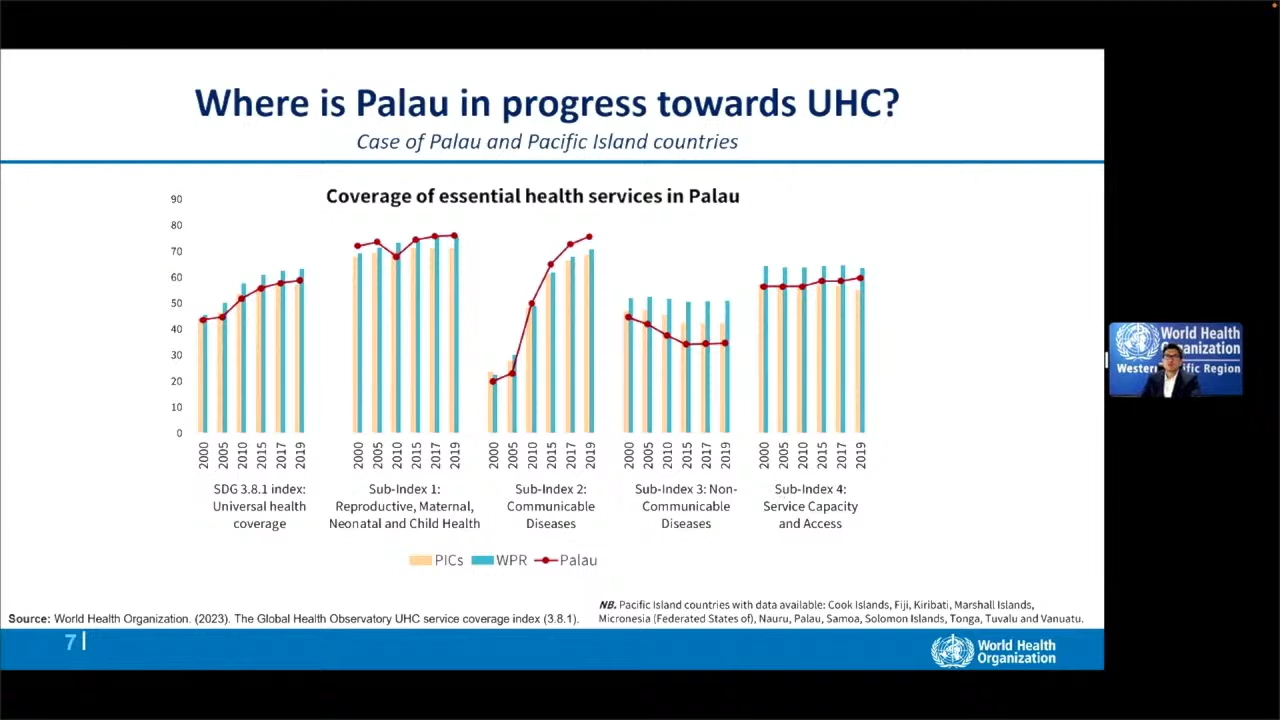 Where is Palau in progress towards UHC?
Case of Palau and Pacific Island countries
Coverage of essential health services in Palau
90
80
70
60
50
40
30
20
10
0
2000 2005 2010 2015 2017 2019
2000 2005 2010 2015 2017 2019
2000 2005 2010 2015 2017 2019
2000 2005 2010 2015 2017 2019
2000 2005 2010 2015 2017 2019
SDG 3.8.1 index:
Universal health
coverage
Sub-Index 1:
Reproductive, Maternal,
Neonatal and Child Health
Sub-Index 2:
Communicable
Diseases
Sub-Index 3: Non-
Communicable
Diseases
Sub-Index 4:
Service Capacity
and Access
PICs WPR Palau
NB. Pacific Island countries with data available: Cook Islands, Fiji, Kiribati, Marshall Islands,
Micronesia (Federated States of), Nauru, Palau, Samoa, Solomon Islands, Tonga, Tuvalu and Vanuatu.
Source: World Health Organization. (2023). The Global Health Observatory UHC service coverage index (3.8.1).
7
World Health
Organization
World Health
Region